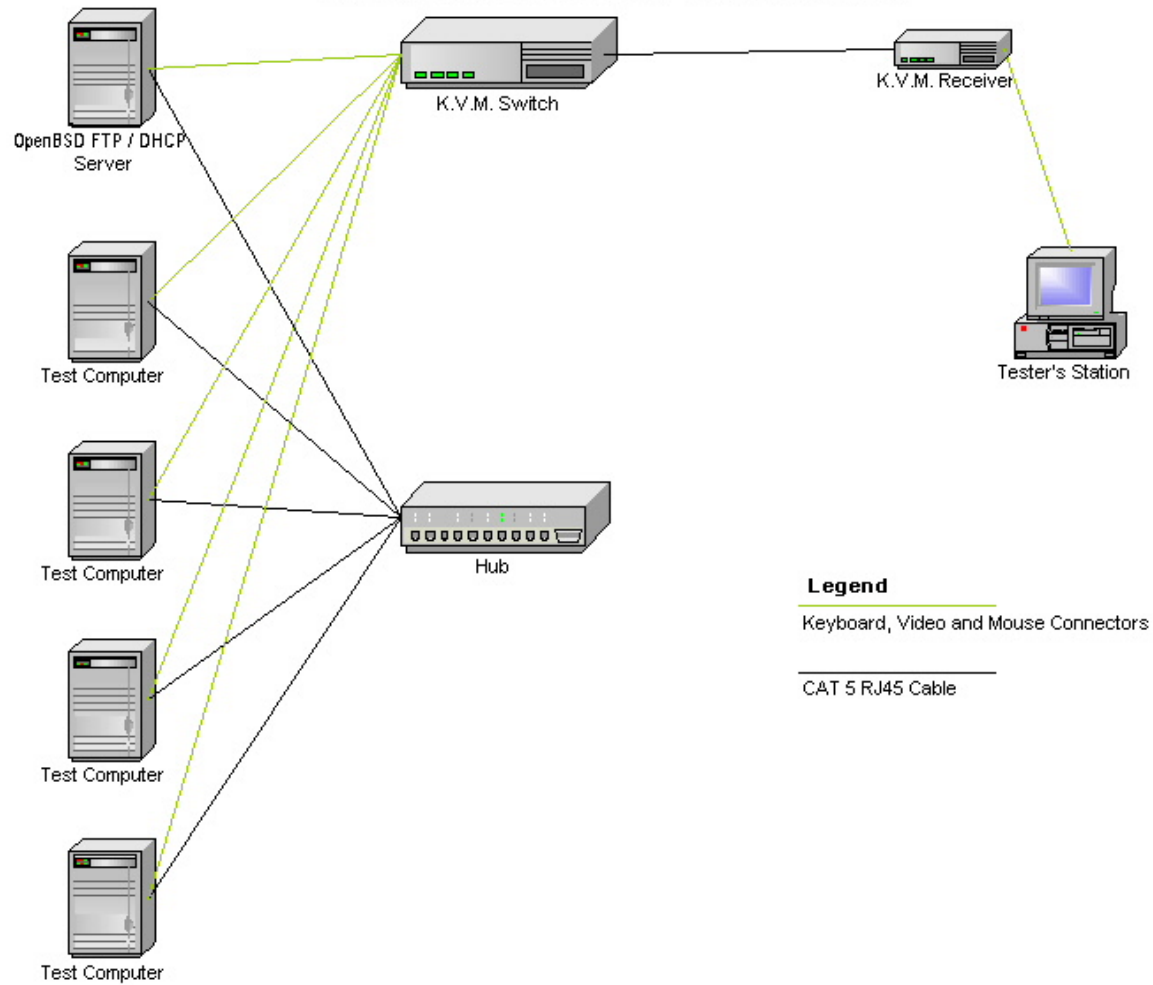 K.V.M. Switch
K.V.M. Receiver
OpenBSD FTP / DHCP
Server
Test Computer
Tester's Station
Test Computer
Hub
Legend
Keyboard, Video and Mouse Connectors
CAT 5 RJ45 Cable
Test Computer
Test Computer